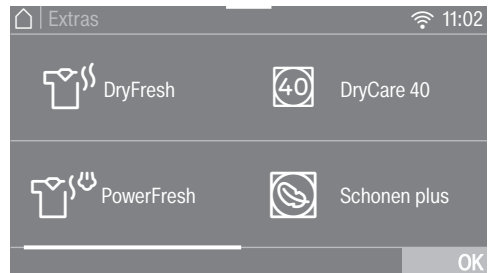 Extras 11:02
DryFresh
40 DryCare 40
PowerFresh
Schonen plus
OK